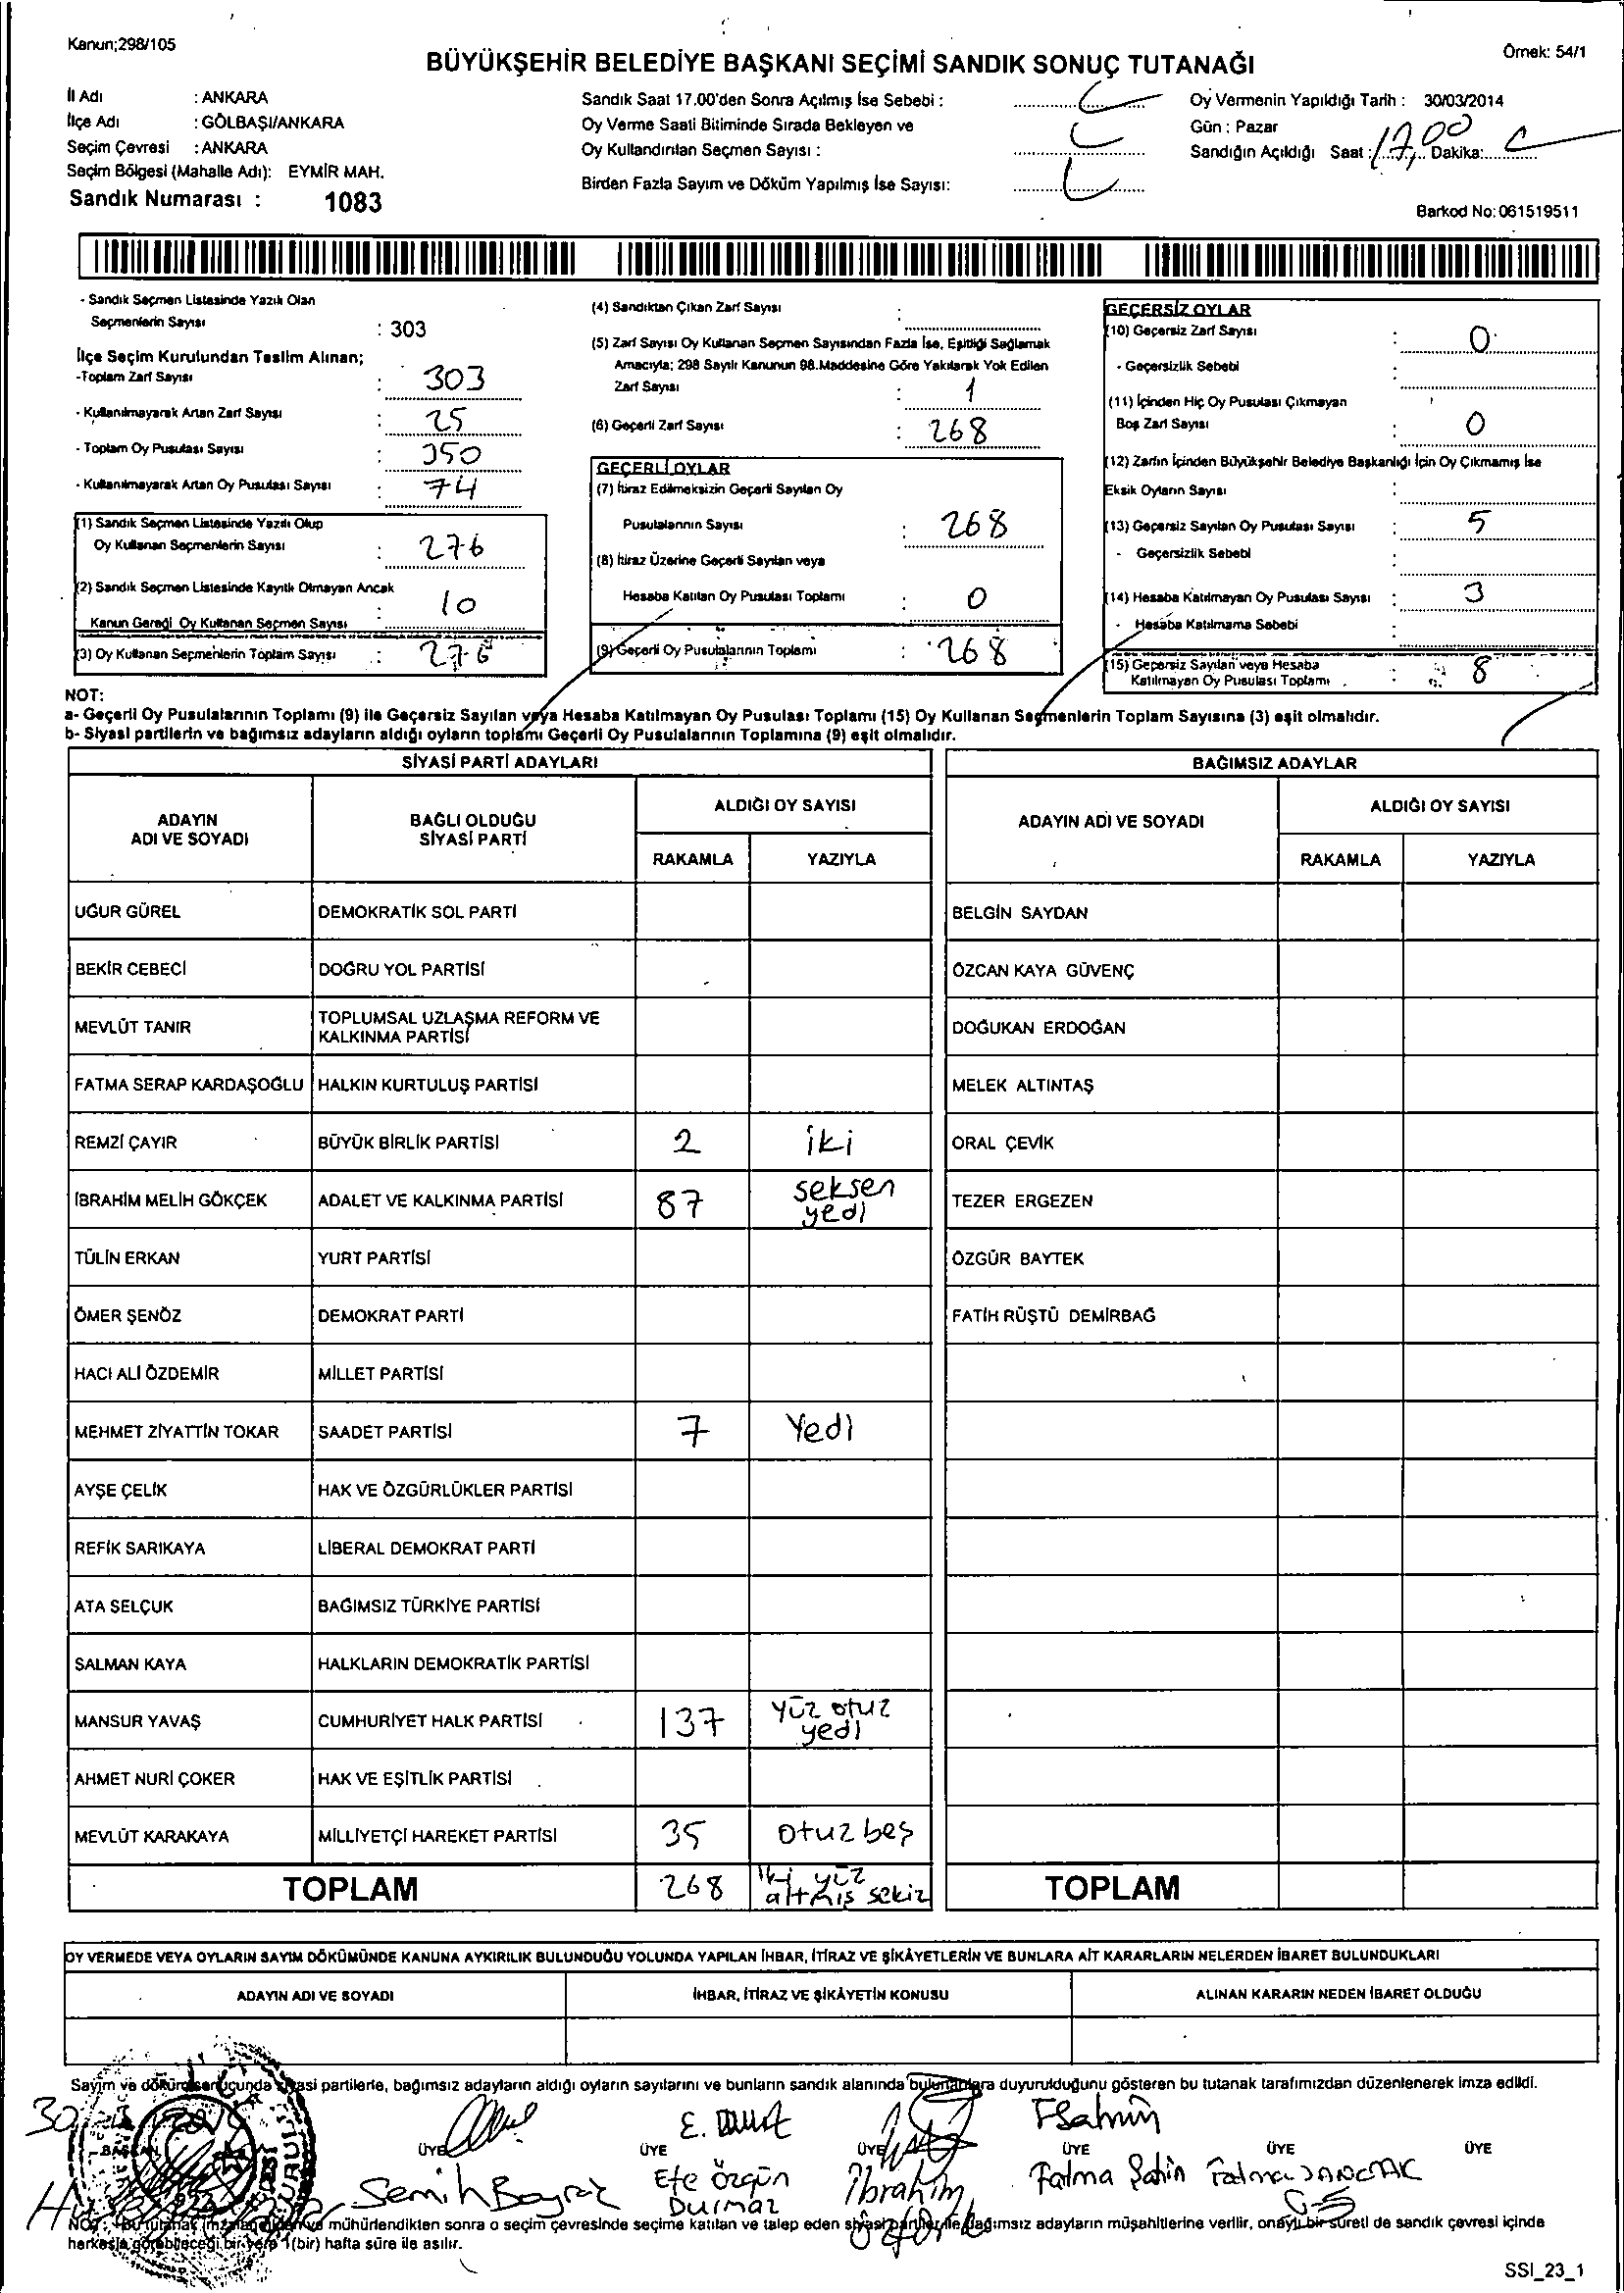 Kanun;298/105
BÜYÜKŞEHİR BELEDİYE BAŞKANI SEÇİMİ SANDIK SONUÇ TUTANAĞI
Örnek: 54/1
İl Adı : ANKARA
İlçe Adı : GÖLBAŞI/ANKARA
Seçim Çevresi : ANKARA
Seçim Bölgesi (Mahalle Adı): EYMİR MAH.
Sandık Numarası : 1083
Sandık Saat 17.00'den Sonra Açılmış İse Sebebi :
Oy Verme Saati Bitiminde Sırada Bekleyen ve
Oy Kullandırılan Seçmen Sayısı :
Birden Fazla Sayım ve Döküm Yapılmış İse Sayısı:
Oy Vermenin Yapıldığı Tarih : 30/03/2014
Gün : Pazar
Sandığın Açıldığı Saat : 17,00 Dakika:
Barkod No: 061519511
- Sandık Seçmen Listesinde Yazılı Olan
Seçmenlerin Sayısı : 303
İlçe Seçim Kurulundan Teslim Alınan;
-Toplam Zarf Sayısı : 303
- Kullanılmayarak Artan Zarf Sayısı : 25
- Toplam Oy Pusulası Sayısı : 350
- Kullanılmayarak Artan Oy Pusulası Sayısı : 74
(1) Sandık Seçmen Listesinde Yazılı Olup
Oy Kullanan Seçmenlerin Sayısı : 276
(2) Sandık Seçmen Listesinde Kayıtlı Olmayan Ancak
Kanun Gereği Oy Kullanan Seçmen Sayısı : 10
(3) Oy Kullanan Seçmenlerin Toplam Sayısı : 276
(4) Sandıktan Çıkan Zarf Sayısı :
(5) Zarf Sayısı Oy Kullanan Seçmen Sayısından Fazla İse, Eşitliği Sağlamak
Amacıyla; 298 Sayılı Kanunun 98.Maddesine Göre Yakılarak Yok Edilen
Zarf Sayısı : 1
(6) Geçerli Zarf Sayısı : 268
GEÇERLİ OYLAR
(7) İtiraz Edilmeksizin Geçerli Sayılan Oy
Pusulalarının Sayısı : 268
(8) İtiraz Üzerine Geçerli Sayılan veya
Hesaba Katılan Oy Pusulası Toplamı : 0
(9) Geçerli Oy Pusulalarının Toplamı : 268
GEÇERSİZ OYLAR
(10) Geçersiz Zarf Sayısı : 0
- Geçersizlik Sebebi :
(11) İçinden Hiç Oy Pusulası Çıkmayan
Boş Zarf Sayısı : 0
(12) Zarfın İçinden Büyükşehir Belediye Başkanlığı İçin Oy Çıkmamış İse
Eksik Oyların Sayısı :
(13) Geçersiz Sayılan Oy Pusulası Sayısı : 5
- Geçersizlik Sebebi :
(14) Hesaba Katılmayan Oy Pusulası Sayısı : 3
- Hesaba Katılmama Sebebi :
(15) Geçersiz Sayılan veya Hesaba
Katılmayan Oy Pusulası Toplamı : 8
NOT:
a- Geçerli Oy Pusulalarının Toplamı (9) ile Geçersiz Sayılan veya Hesaba Katılmayan Oy Pusulası Toplamı (15) Oy Kullanan Seçmenlerin Toplam Sayısına (3) eşit olmalıdır.
b- Siyasi partilerin ve bağımsız adayların aldığı oyların toplamı Geçerli Oy Pusulalarının Toplamına (9) eşit olmalıdır.
SİYASİ PARTİ ADAYLARI
ADAYIN ADI VE SOYADI
BAĞLI OLDUĞU SİYASİ PARTİ
ALDIĞI OY SAYISI
RAKAMLA YAZIYLA
UĞUR GÜREL DEMOKRATİK SOL PARTİ
BEKİR CEBECİ DOĞRU YOL PARTİSİ
MEVLÜT TANIR TOPLUMSAL UZLAŞMA REFORM VE KALKINMA PARTİSİ
FATMA SERAP KARDAŞOĞLU HALKIN KURTULUŞ PARTİSİ
REMZİ ÇAYIR BÜYÜK BİRLİK PARTİSİ 2 iki
İBRAHİM MELİH GÖKÇEK ADALET VE KALKINMA PARTİSİ 87 seksen yedi
TÜLİN ERKAN YURT PARTİSİ
ÖMER ŞENÖZ DEMOKRAT PARTİ
HACI ALİ ÖZDEMİR MİLLET PARTİSİ
MEHMET ZİYATTİN TOKAR SAADET PARTİSİ 7 Yedi
AYŞE ÇELİK HAK VE ÖZGÜRLÜKLER PARTİSİ
REFİK SARIKAYA LİBERAL DEMOKRAT PARTİ
ATA SELÇUK BAĞIMSIZ TÜRKİYE PARTİSİ
SALMAN KAYA HALKLARIN DEMOKRATİK PARTİSİ
MANSUR YAVAŞ CUMHURİYET HALK PARTİSİ 137 yüz otuz yedi
AHMET NURİ ÇOKER HAK VE EŞİTLİK PARTİSİ
MEVLÜT KARAKAYA MİLLİYETÇİ HAREKET PARTİSİ 35 otuz beş
TOPLAM 268 iki yüz altmış sekiz
BAĞIMSIZ ADAYLAR
ADAYIN ADI VE SOYADI
ALDIĞI OY SAYISI
RAKAMLA YAZIYLA
BELGİN SAYDAN
ÖZCAN KAYA GÜVENÇ
DOĞUKAN ERDOĞAN
MELEK ALTINTAŞ
ORAL ÇEVİK
TEZER ERGEZEN
ÖZGÜR BAYTEK
FATİH RÜŞTÜ DEMİRBAĞ
TOPLAM
OY VERMEDE VEYA OYLARIN SAYIM DÖKÜMÜNDE KANUNA AYKIRILIK BULUNDUĞU YOLUNDA YAPILAN İHBAR, İTİRAZ VE ŞİKÂYETLERİN VE BUNLARA AİT KARARLARIN NELERDEN İBARET BULUNDUKLARI
ADAYIN ADI VE SOYADI
İHBAR, İTİRAZ VE ŞİKÂYETİN KONUSU
ALINAN KARARIN NEDEN İBARET OLDUĞU
Sayım ve döküm sonucunda siyasi partilerle, bağımsız adayların aldığı oyların sayılarını ve bunların sandık alanında bulunanlara duyurulduğunu gösteren bu tutanak tarafımızdan düzenlenerek imza edildi.
E. Durmaz FSahin
BAŞKAN ÜYE ÜYE ÜYE ÜYE ÜYE ÜYE
Semih Bayrak
Efe Özgün Durmaz
İbrahim
Fatma Şahin
NOT: Bu tutanak imzalandıktan ve mühürlendikten sonra o seçim çevresinde seçime katılan ve talep eden siyasi partilerle bağımsız adayların müşahitlerine verilir, onaylı bir sureti de sandık çevresi içinde
herkesin görebileceği bir yere 1(bir) hafta süre ile asılır.
SSI_23_1